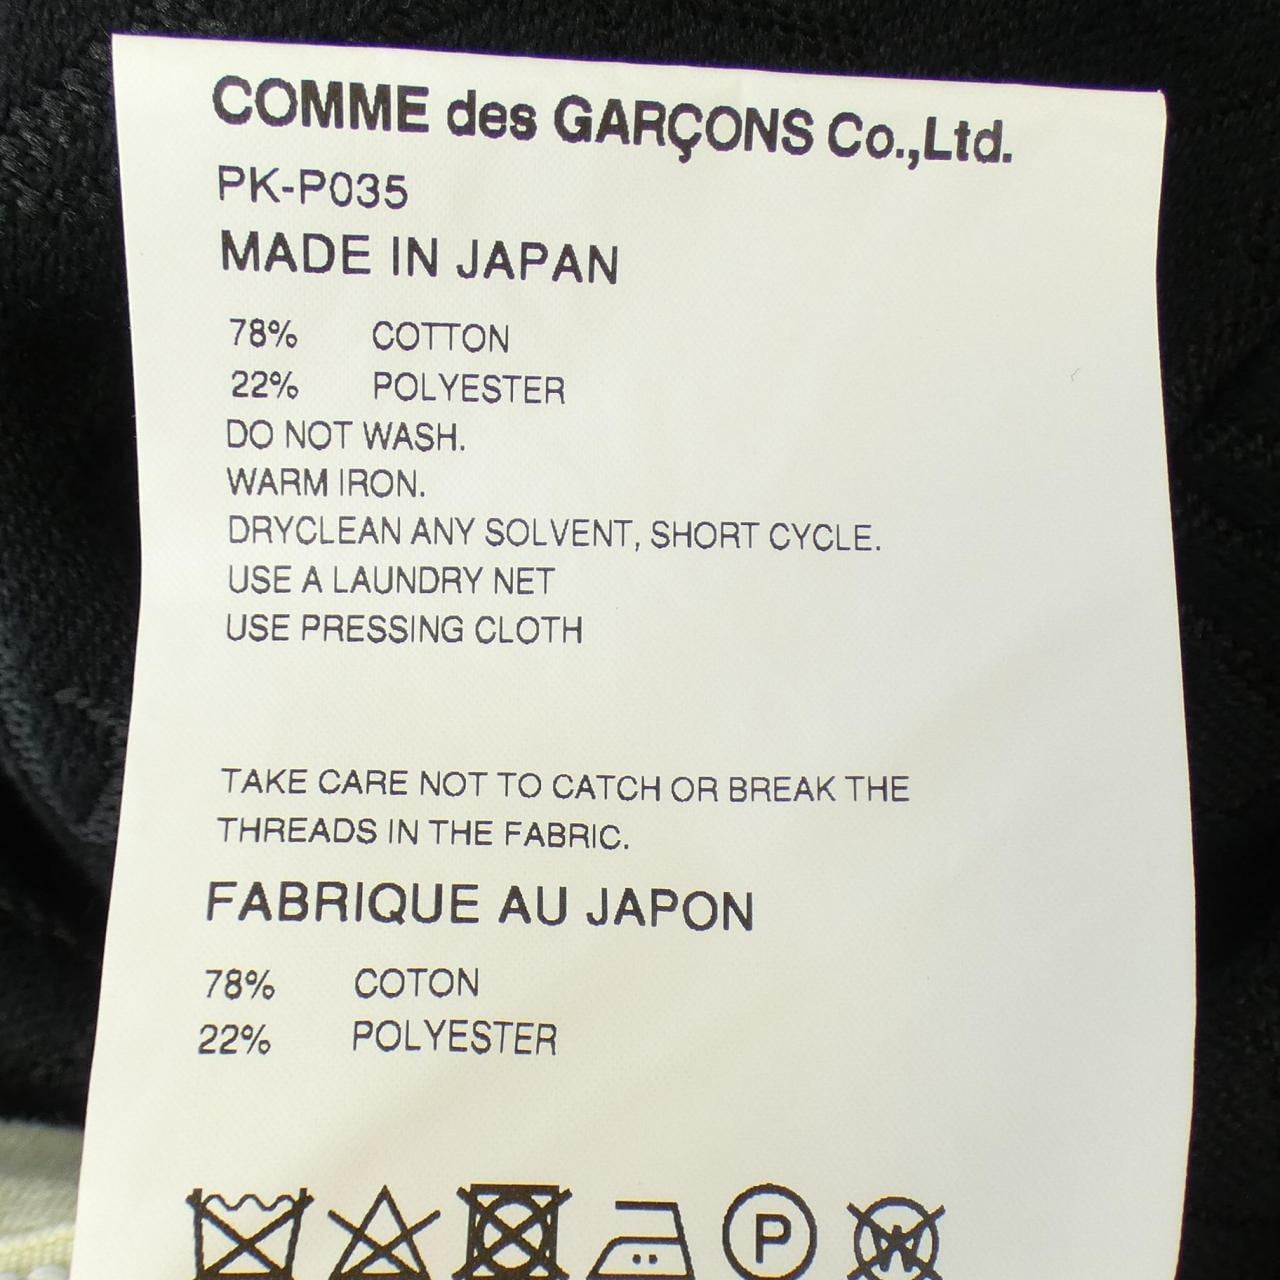 COMME des GARÇONS Co.,Ltd.
PK-P035
MADE IN JAPAN
78% COTTON
22% POLYESTER
DO NOT WASH.
WARM IRON.
DRYCLEAN ANY SOLVENT, SHORT CYCLE.
USE A LAUNDRY NET
USE PRESSING CLOTH
TAKE CARE NOT TO CATCH OR BREAK THE
THREADS IN THE FABRIC.
FABRIQUE AU JAPON
78% COTON
22% POLYESTER
P W